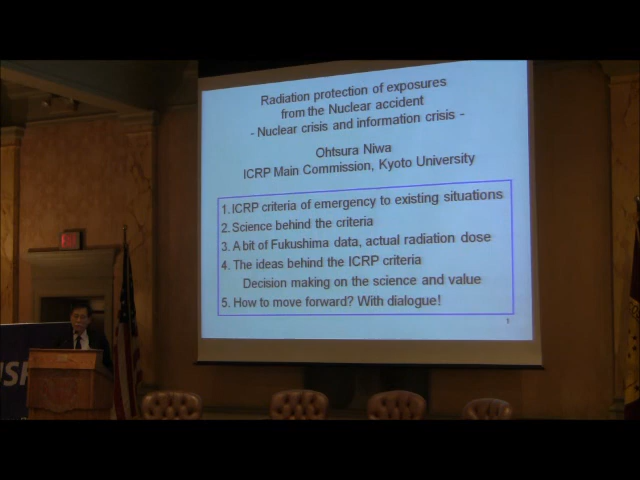 Radiation protection of exposures
from the Nuclear accident
- Nuclear crisis and information crisis -
Ohtsura Niwa
ICRP Main Commission, Kyoto University
1. ICRP criteria of emergency to existing situations
2. Science behind the criteria
3. A bit of Fukushima data, actual radiation dose
4. The ideas behind the ICRP criteria
Decision making on the science and value
5. How to move forward? With dialogue!
1